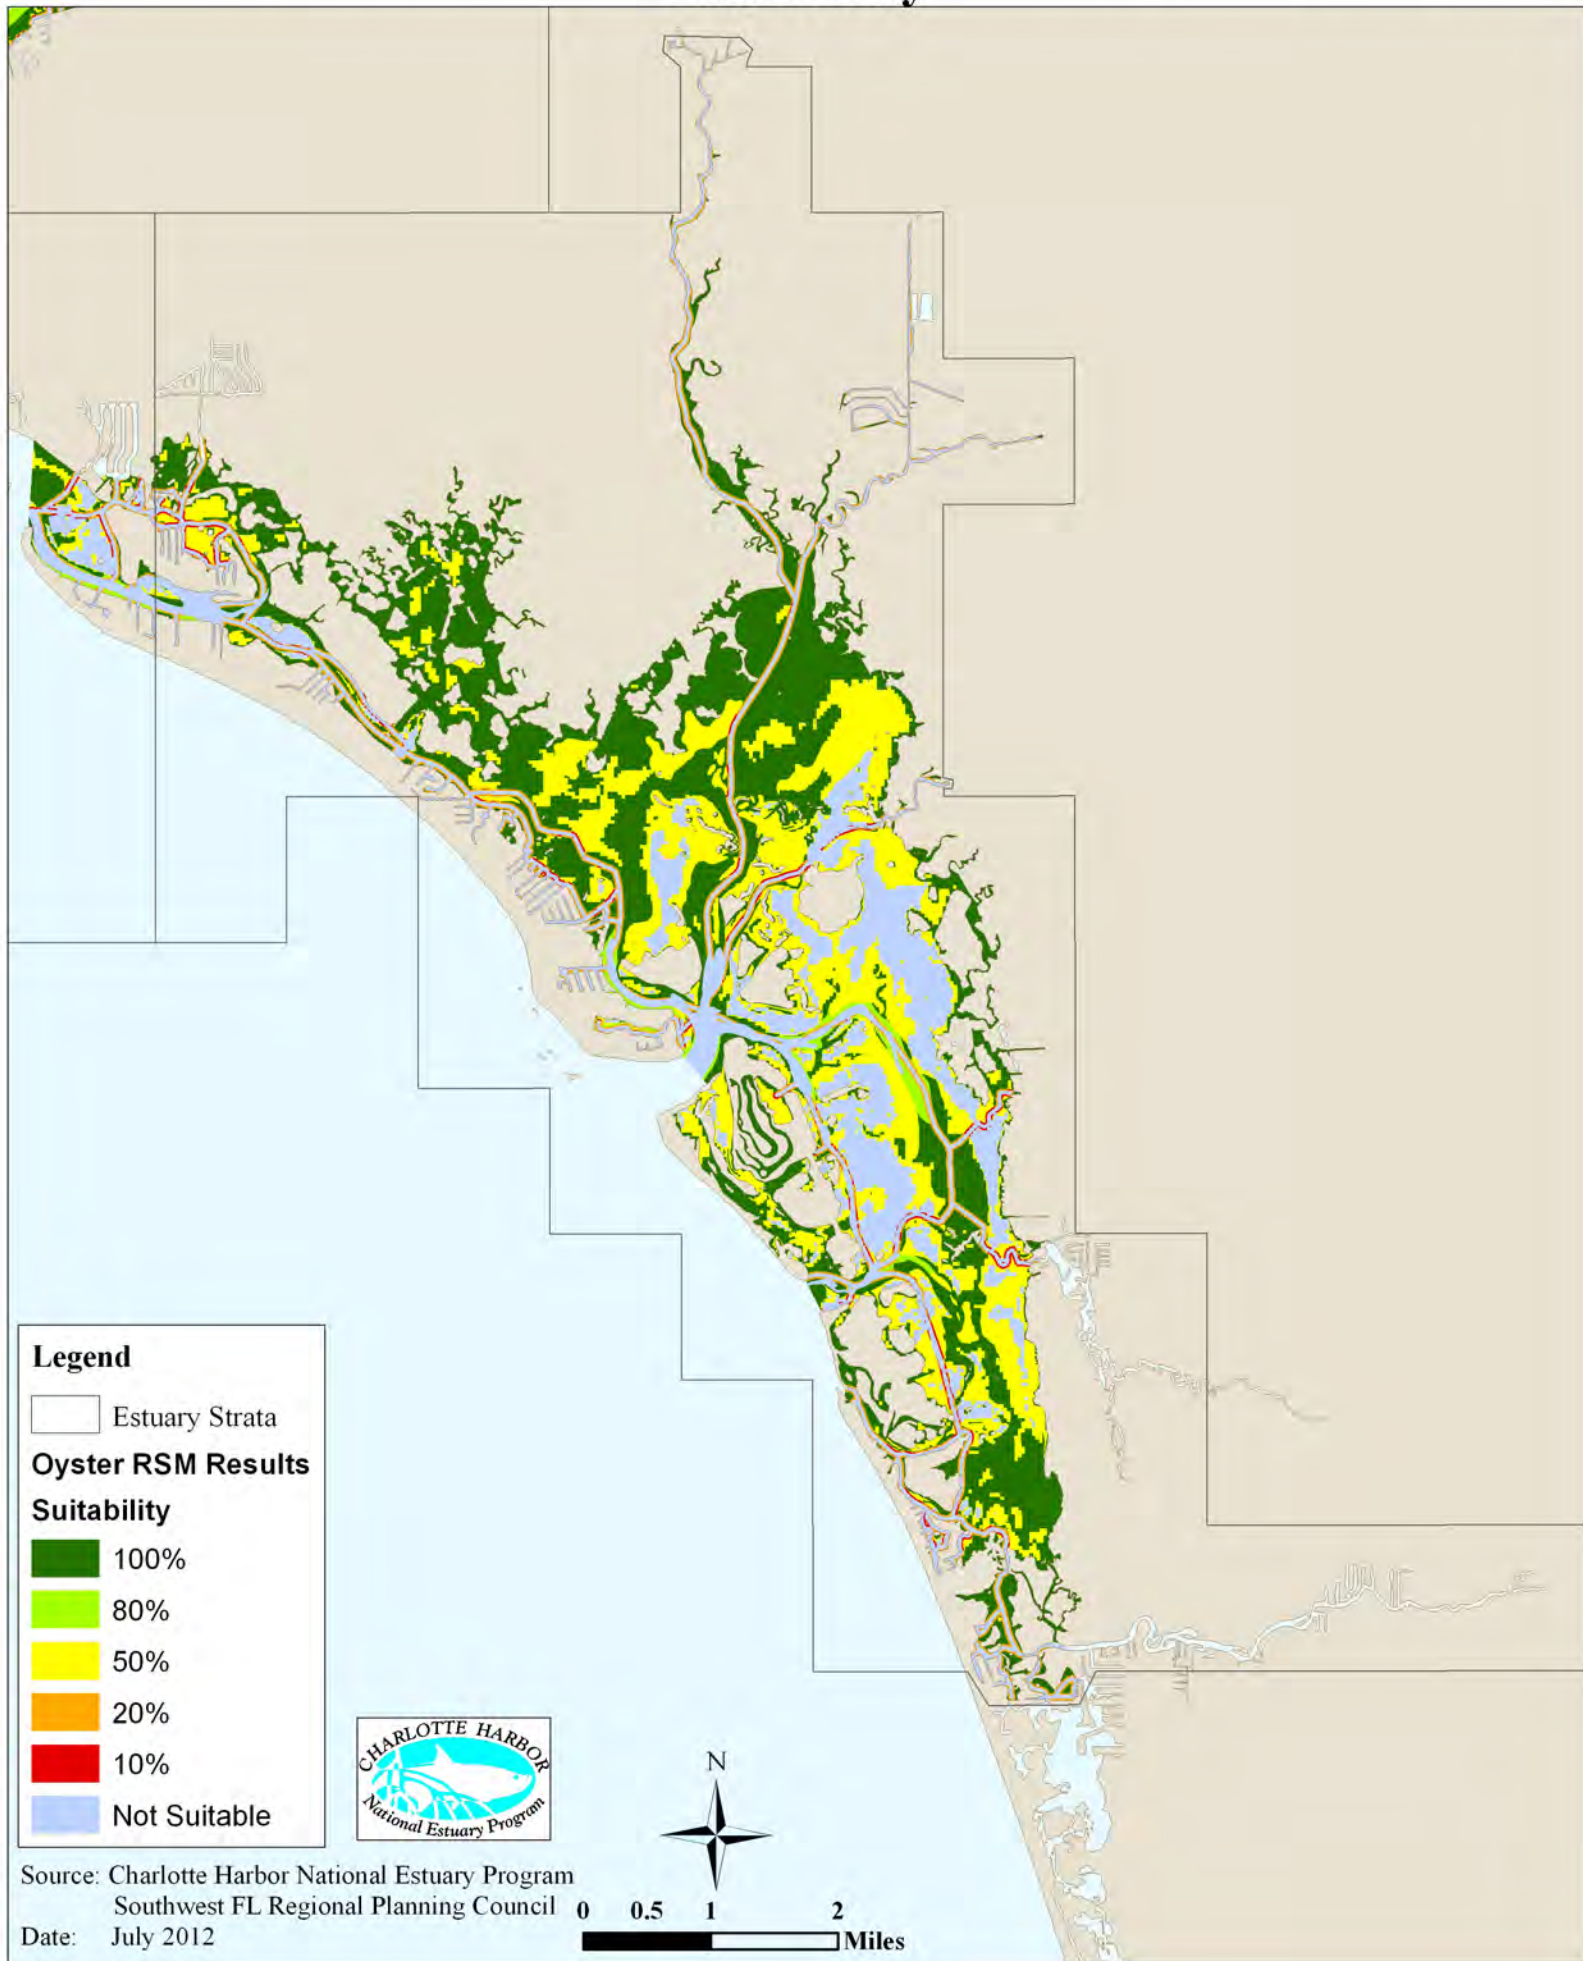 Legend
Estuary Strata
Oyster RSM Results
Suitability
100%
80%
50%
20%
10%
Not Suitable
CHARLOTTE HARBOR
National Estuary Program
N
Source: Charlotte Harbor National Estuary Program
Southwest FL Regional Planning Council
Date: July 2012
0 0.5 1 2
Miles